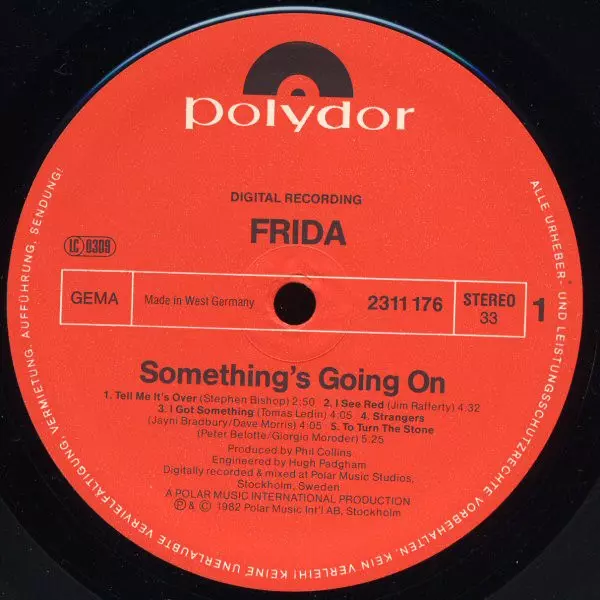 polydor
DIGITAL RECORDING
FRIDA
LC 0309
GEMA
Made in West Germany
2311 176
STEREO
33
1
Something's Going On
1. Tell Me It's Over (Stephen Bishop) 2:50 2. I See Red (Jim Rafferty) 4.32
3. I Got Something (Tomas Ledin) 4:05 4. Strangers
(Jayni Bradbury/Dave Morris) 4:05 5. To Turn The Stone
(Peter Belotte/Giorgio Moroder) 5.25
Produced by Phil Collins
Engineered by Hugh Padgham
Digitally recorded & mixed at Polar Music Studios,
Stockholm, Sweden
A POLAR MUSIC INTERNATIONAL PRODUCTION
℗ & © 1982 Polar Music Int'l AB, Stockholm
ALLE URHEBER- UND LEISTUNGSSCHUTZRECHTE VORBEHALTEN. KEIN VERLEIH! KEINE UNERLAUBTE VERVIELFÄLTIGUNG, VERMIETUNG, AUFFÜHRUNG, SENDUNG!